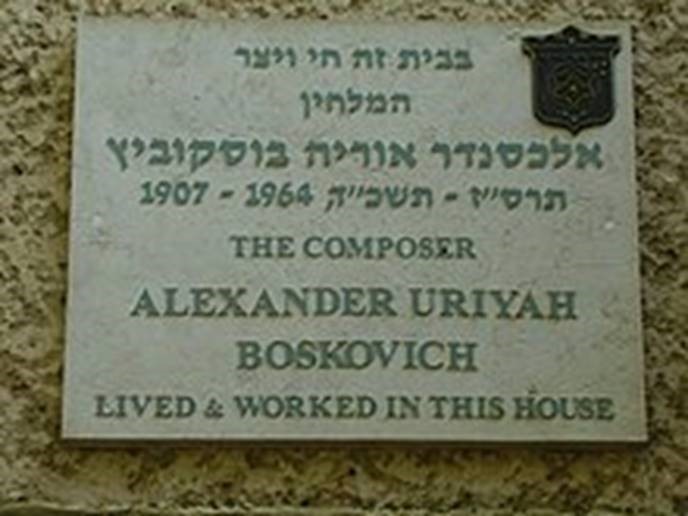 בבית זה חי ויצר
המלחין
אלכסנדר אוריה בוסקוביץ
תרס״ז - תשכ״ה, 1964 - 1907
THE COMPOSER
ALEXANDER URIYAH
BOSKOVICH
LIVED & WORKED IN THIS HOUSE